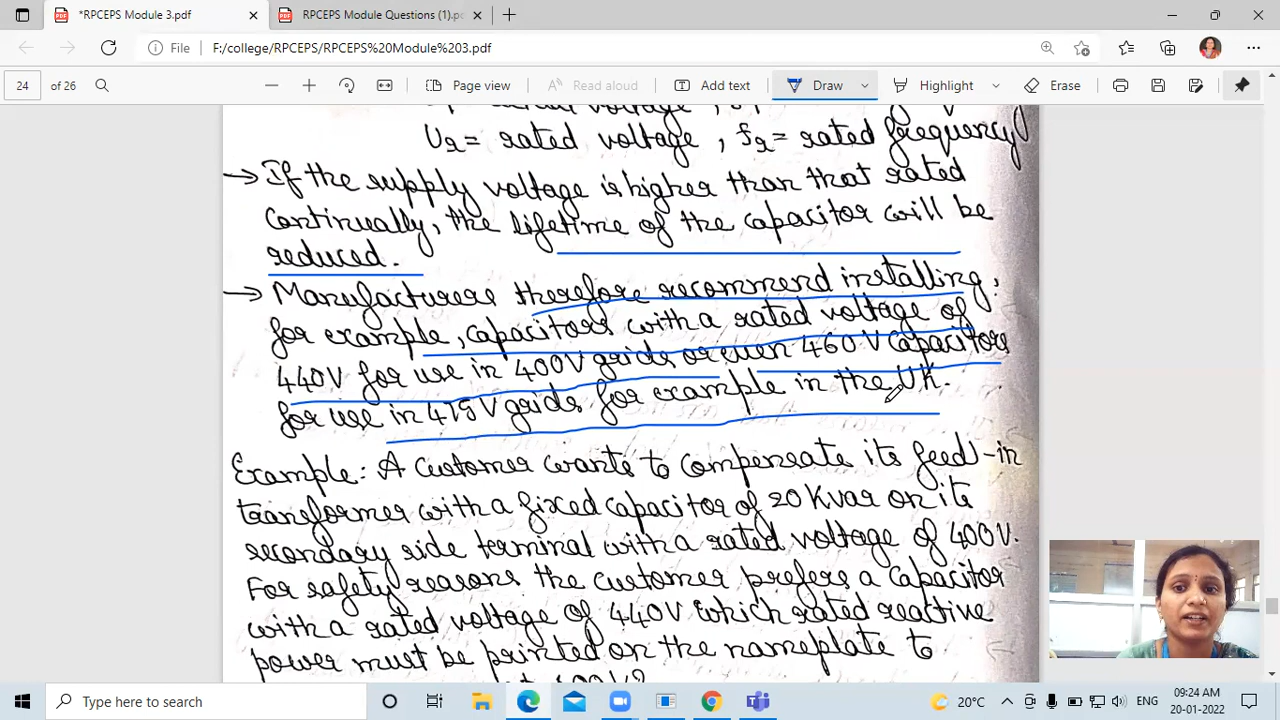 *RPCEPS Module 3.pdf
RPCEPS Module Questions (1).pd
File F:/college/RPCEPS/RPCEPS%20Module%203.pdf
24 of 26 Page view Read aloud Add text Draw Highlight Erase
voltage
Ur = rated voltage, fr = rated frequency
→ If the supply voltage is higher than that rated
continually, the lifetime of the capacitor will be
reduced.
→ Manufacturers therefore recommend installing,
for example, capacitors with a rated voltage of
440V for use in 400V grids or even 460V capacitors
for use in 415V grids for example in the UK.
Example:- A customer wants to compensate its feed-in
transformer with a fixed capacitor of 20 Kvar on its
secondary side terminal with a rated voltage of 400V.
For safety reasons the customer prefers a capacitor
with a rated voltage of 440V which rated reactive
power must be printed on the nameplate to
Type here to search
20°C
ENG
09:24 AM
20-01-2022